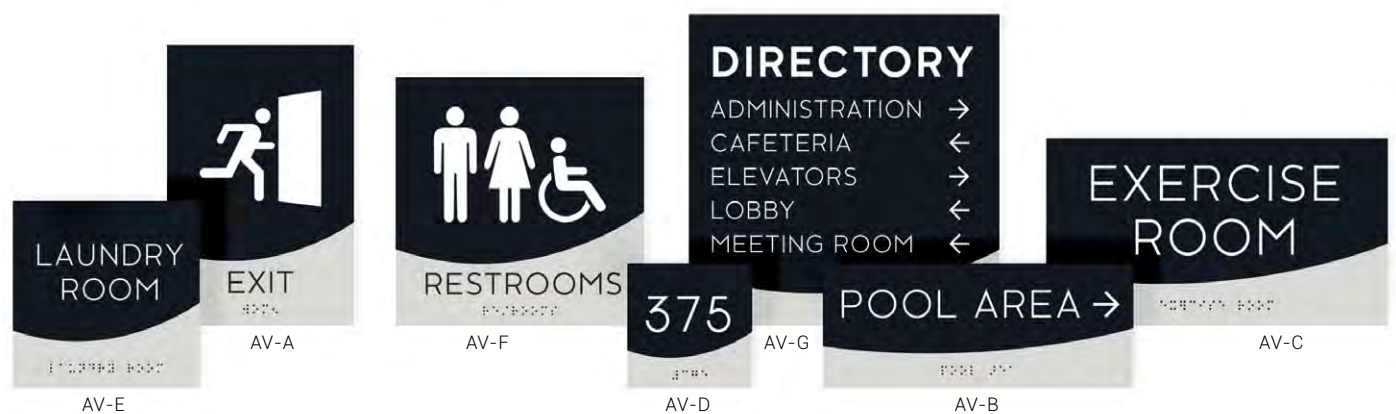 LAUNDRY
ROOM
AV-E
EXIT
AV-A
RESTROOMS
AV-F
375
AV-D
DIRECTORY
ADMINISTRATION →
CAFETERIA ←
ELEVATORS →
LOBBY ←
MEETING ROOM ←
AV-G
POOL AREA →
AV-B
EXERCISE
ROOM
AV-C